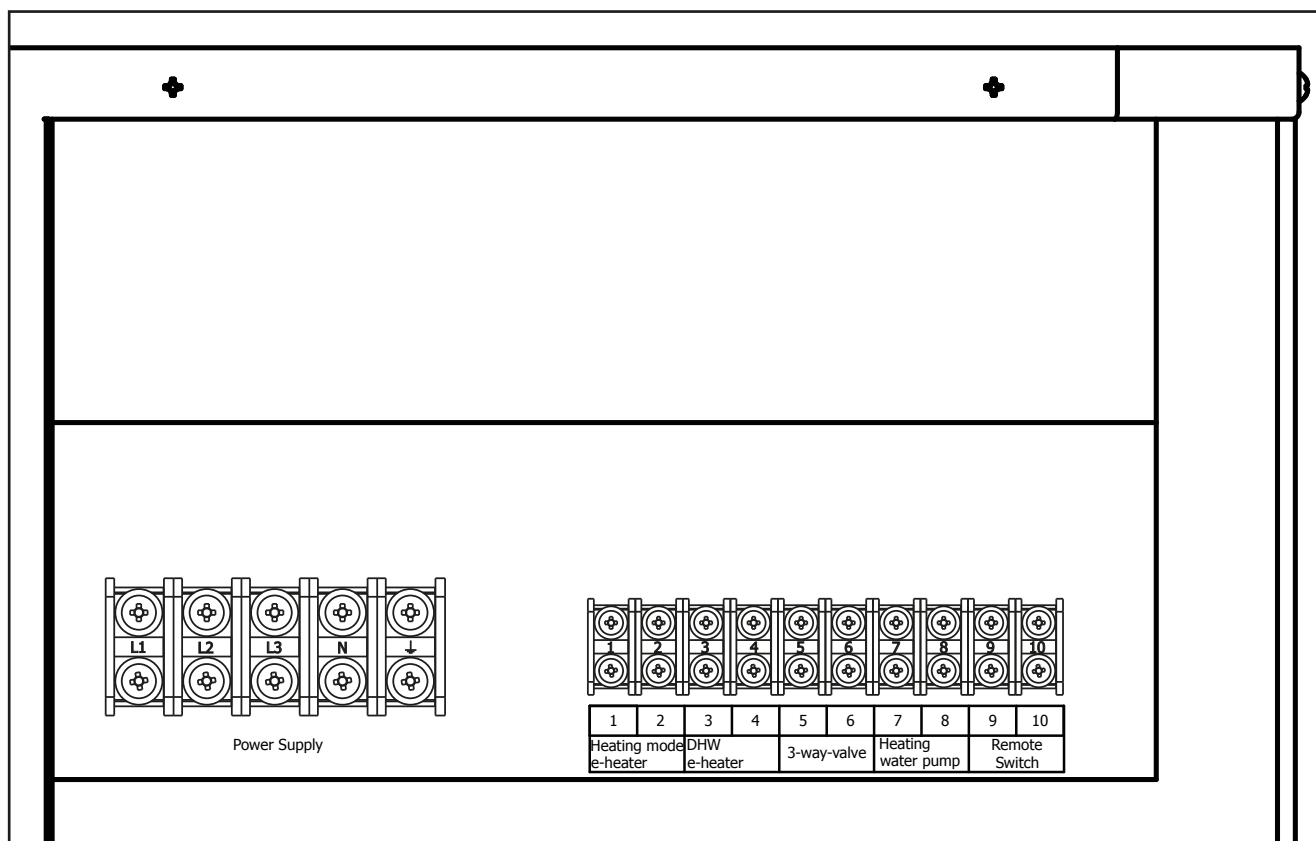 L1 L2 L3 N
Power Supply
1 2 3 4 5 6 7 8 9 10
1 2 3 4 5 6 7 8 9 10
Heating mode
e-heater
DHW
e-heater
3-way-valve
Heating
water pump
Remote
Switch